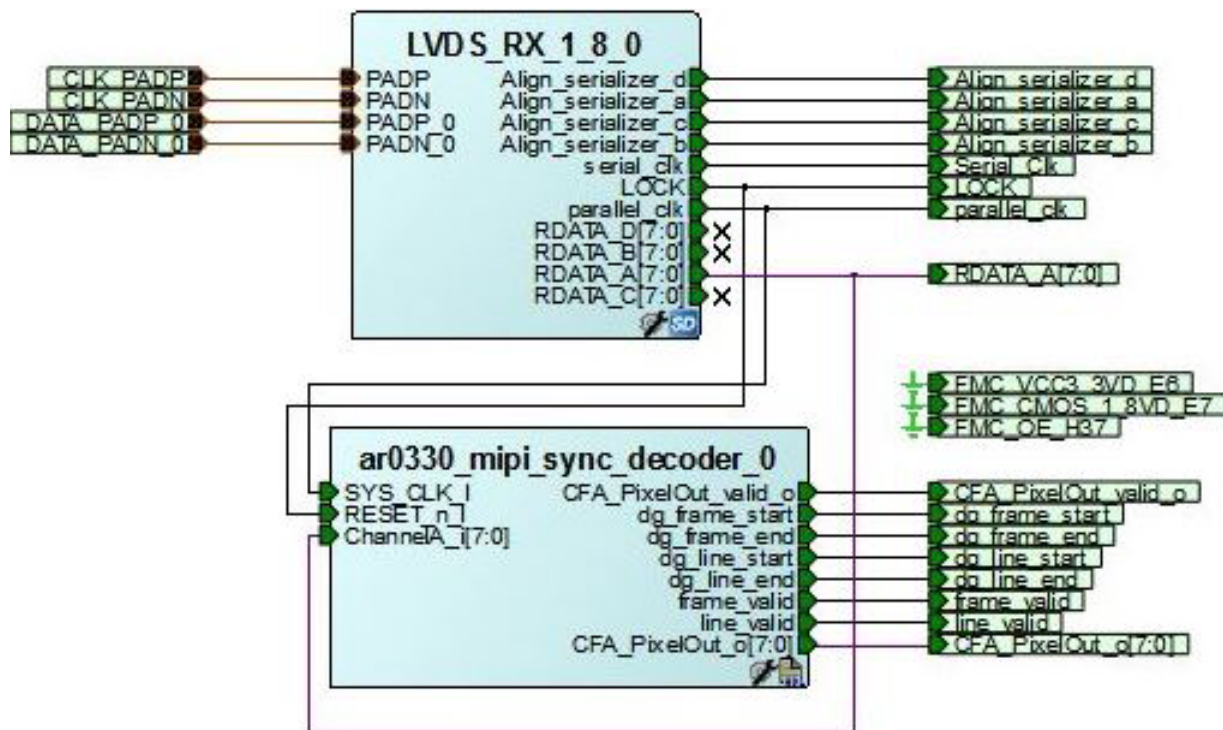 LVDS_RX_1_8_0
CLK_PADP
CLK_PADN
DATA_PADP_0
DATA_PADN_0
PADP
PADN
PADP_0
PADN_0
Align_serializer_d
Align_serializer_a
Align_serializer_c
Align_serializer_b
serial_clk
LOCK
parallel_clk
RDATA_D[7:0]
RDATA_B[7:0]
RDATA_A[7:0]
RDATA_C[7:0]
SD
Align_serializer_d
Align_serializer_a
Align_serializer_c
Align_serializer_b
Serial_Clk
LOCK
parallel_clk
RDATA_A[7:0]
FMC_VCC3_3VD_E6
FMC_CMOS_1_8VD_E7
FMC_OE_H37
ar0330_mipi_sync_decoder_0
SYS_CLK_I
RESET_n_I
ChannelA_i[7:0]
CFA_PixelOut_valid_o
dg_frame_start
dg_frame_end
dg_line_start
dg_line_end
frame_valid
line_valid
CFA_PixelOut_o[7:0]
CFA_PixelOut_valid_o
dg_frame_start
dg_frame_end
dg_line_start
dg_line_end
frame_valid
line_valid
CFA_PixelOut_o[7:0]